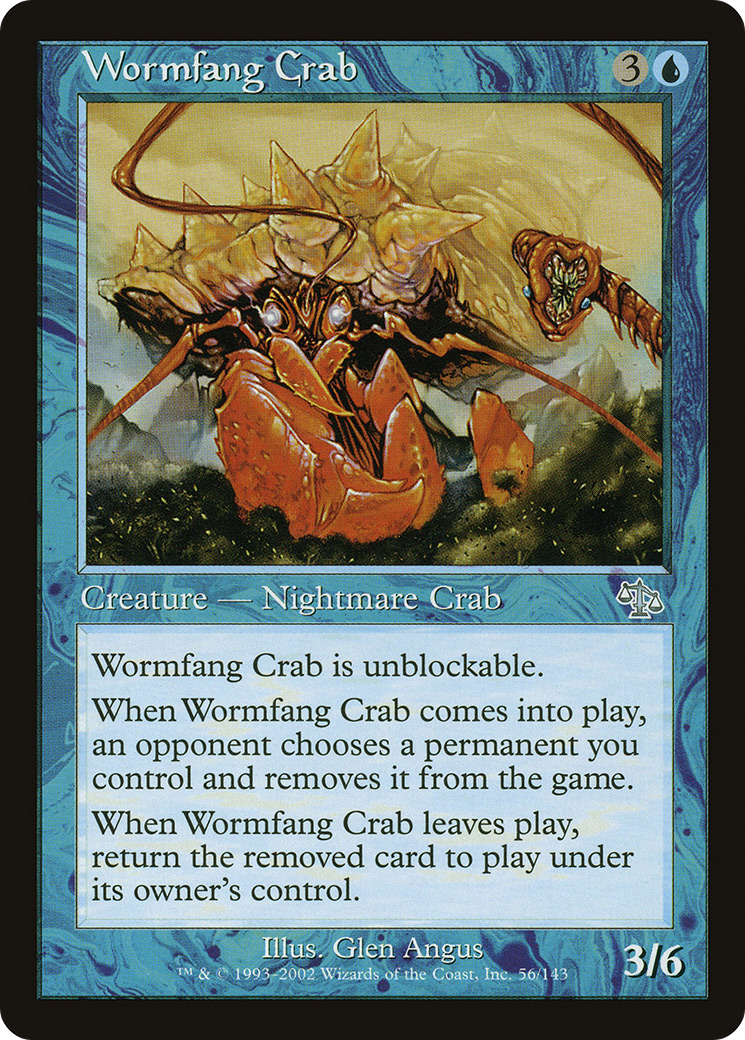 Wormfang Crab 3
Creature — Nightmare Crab
Wormfang Crab is unblockable.
When Wormfang Crab comes into play,
an opponent chooses a permanent you
control and removes it from the game.
When Wormfang Crab leaves play,
return the removed card to play under
its owner's control.
Illus. Glen Angus
™ & © 1993–2002 Wizards of the Coast, Inc. 56/143
3/6